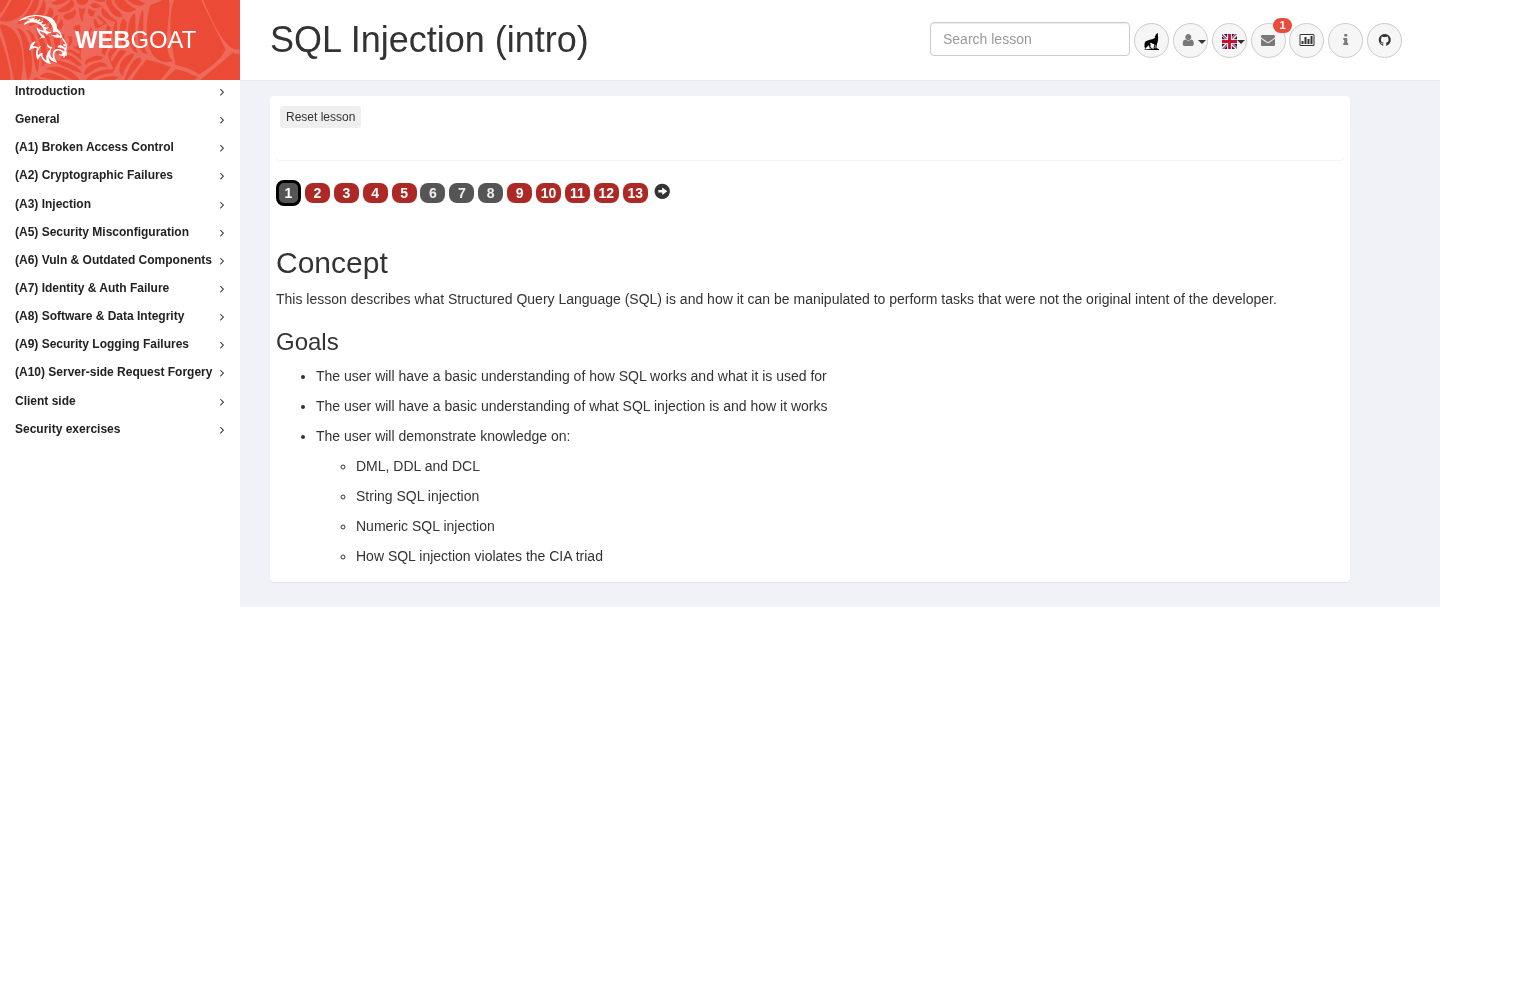 WEBGOAT
SQL Injection (intro)
Search lesson
1
Introduction
General
(A1) Broken Access Control
(A2) Cryptographic Failures
(A3) Injection
(A5) Security Misconfiguration
(A6) Vuln & Outdated Components
(A7) Identity & Auth Failure
(A8) Software & Data Integrity
(A9) Security Logging Failures
(A10) Server-side Request Forgery
Client side
Security exercises
Reset lesson
1 2 3 4 5 6 7 8 9 10 11 12 13
Concept
This lesson describes what Structured Query Language (SQL) is and how it can be manipulated to perform tasks that were not the original intent of the developer.
Goals
The user will have a basic understanding of how SQL works and what it is used for
The user will have a basic understanding of what SQL injection is and how it works
The user will demonstrate knowledge on:
DML, DDL and DCL
String SQL injection
Numeric SQL injection
How SQL injection violates the CIA triad